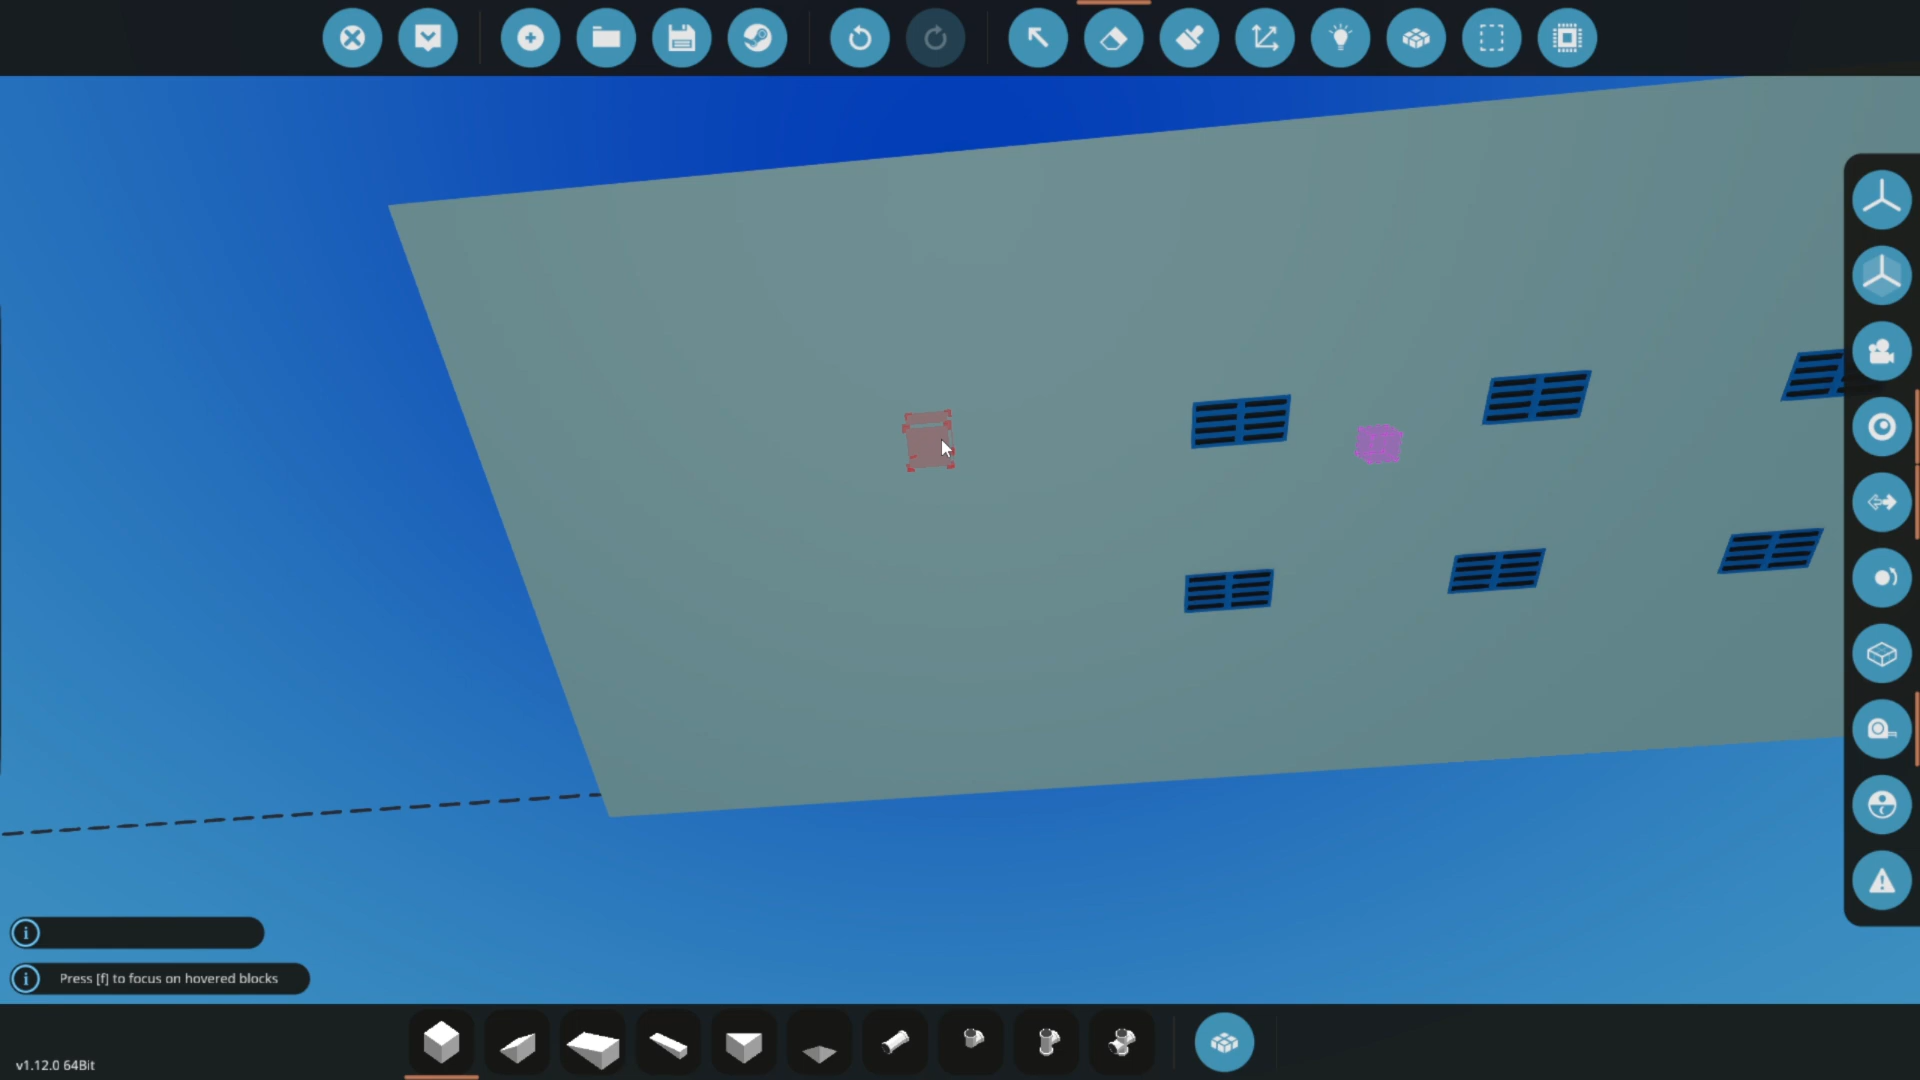 Press [f] to focus on hovered blocks
v1.12.0 64Bit